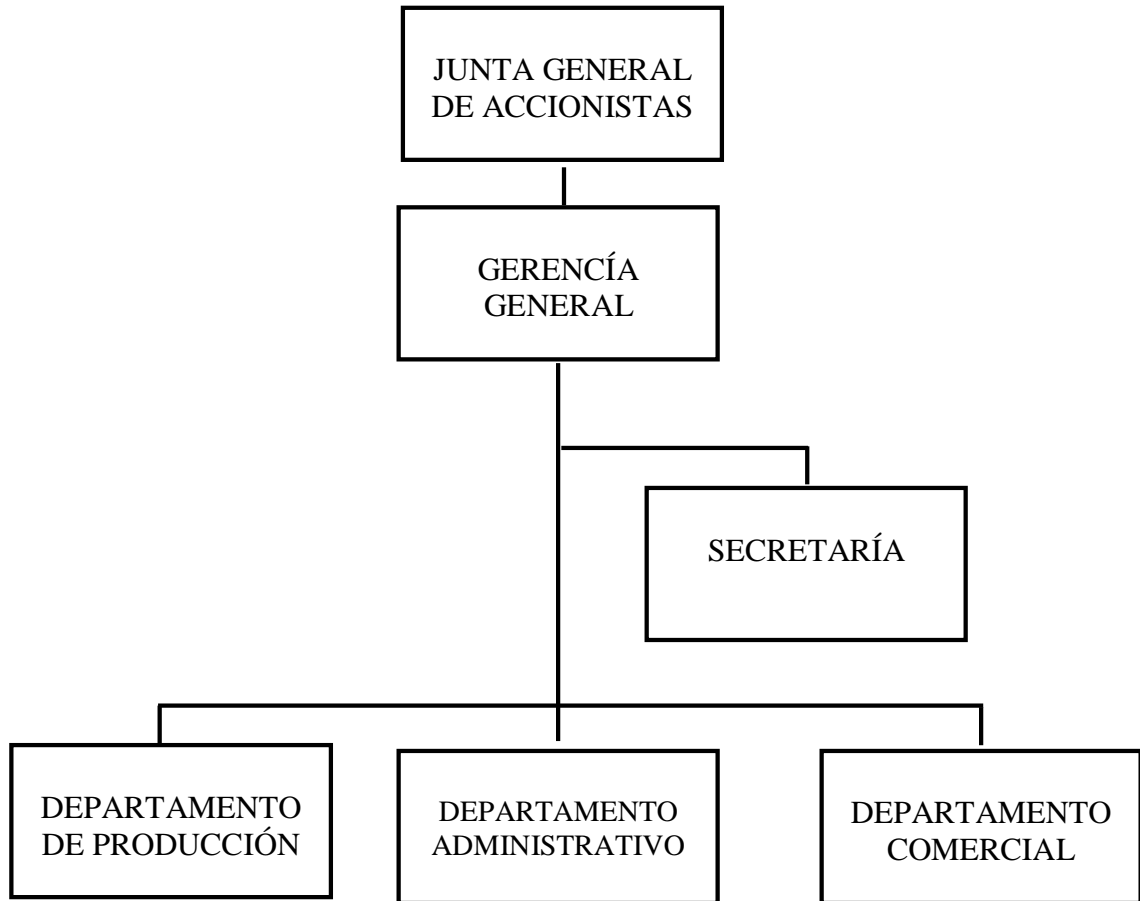 JUNTA GENERAL
DE ACCIONISTAS
GERENCÍA
GENERAL
SECRETARÍA
DEPARTAMENTO
DE PRODUCCIÓN
DEPARTAMENTO
ADMINISTRATIVO
DEPARTAMENTO
COMERCIAL